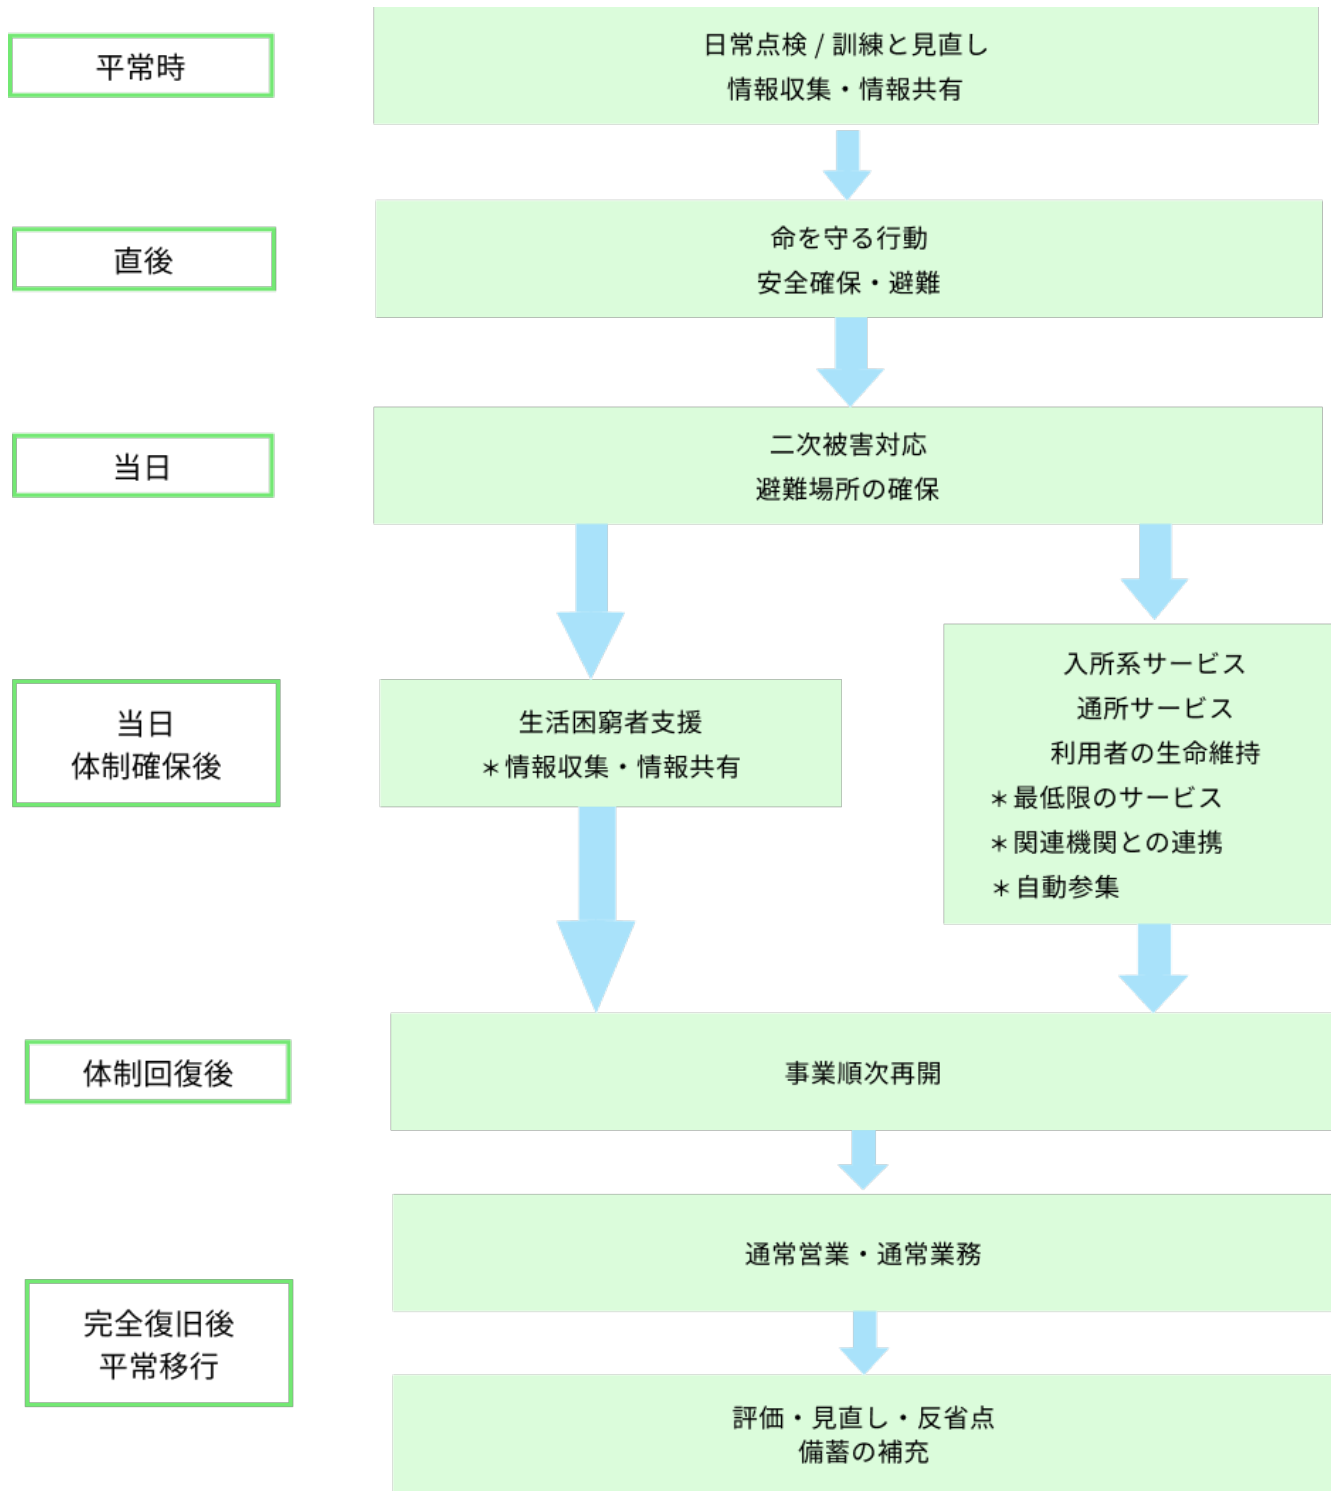 平常時
日常点検 / 訓練と見直し
情報収集・情報共有
直後
命を守る行動
安全確保・避難
当日
二次被害対応
避難場所の確保
当日
体制確保後
生活困窮者支援
＊情報収集・情報共有
入所系サービス
通所サービス
利用者の生命維持
＊最低限のサービス
＊関連機関との連携
＊自動参集
体制回復後
事業順次再開
通常営業・通常業務
完全復旧後
平常移行
評価・見直し・反省点
備蓄の補充